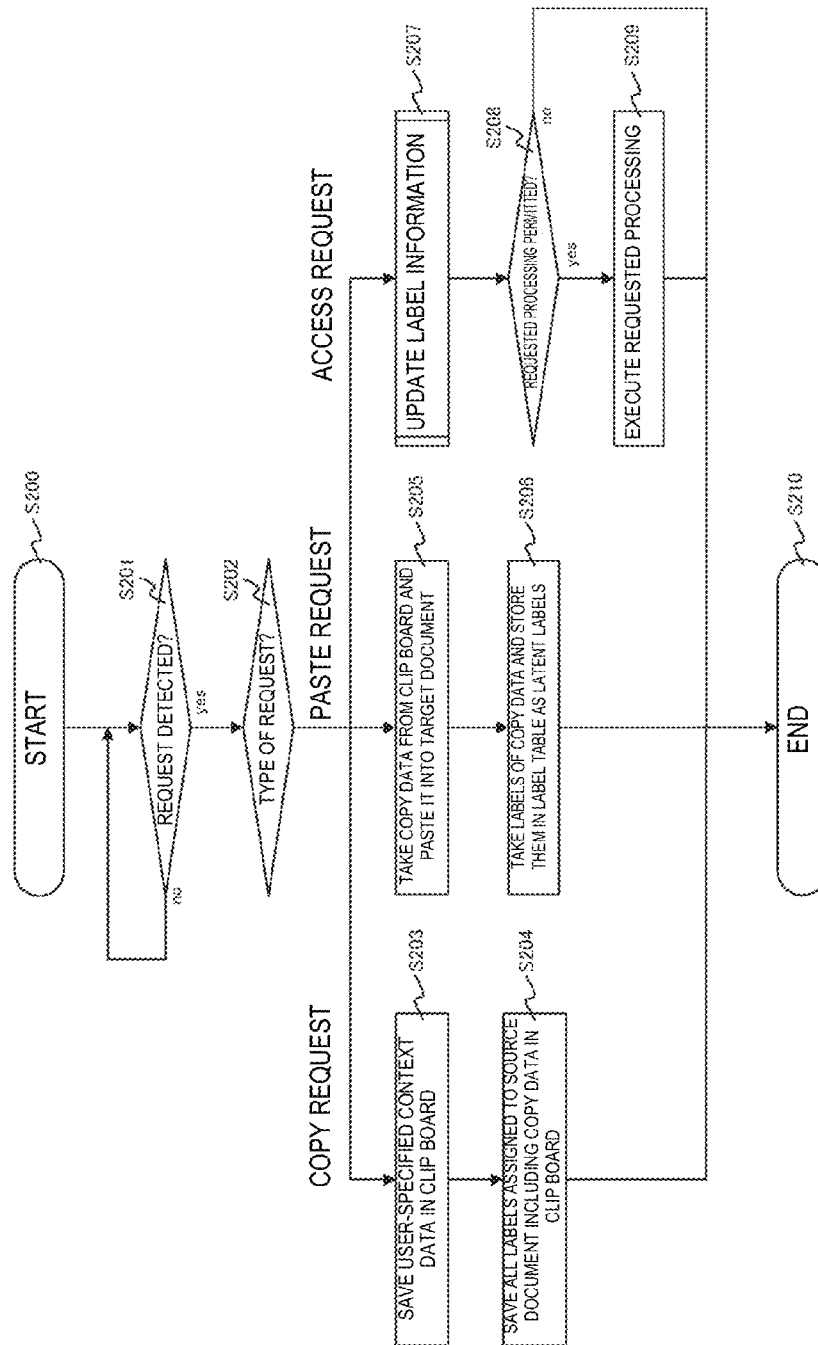 START
S200
REQUEST DETECTED?
S201
no
yes
TYPE OF REQUEST?
S202
COPY REQUEST
SAVE USER-SPECIFIED CONTEXT
DATA IN CLIP BOARD
S203
SAVE ALL LABELS ASSIGNED TO SOURCE
DOCUMENT INCLUDING COPY DATA IN
CLIP BOARD
S204
PASTE REQUEST
TAKE COPY DATA FROM CLIP BOARD AND
PASTE IT INTO TARGET DOCUMENT
S205
TAKE LABELS OF COPY DATA AND STORE
THEM IN LABEL TABLE AS LATENT LABELS
S206
ACCESS REQUEST
UPDATE LABEL INFORMATION
S207
REQUESTED PROCESSING PERMITTED?
S208
no
yes
EXECUTE REQUESTED PROCESSING
S209
END
S210